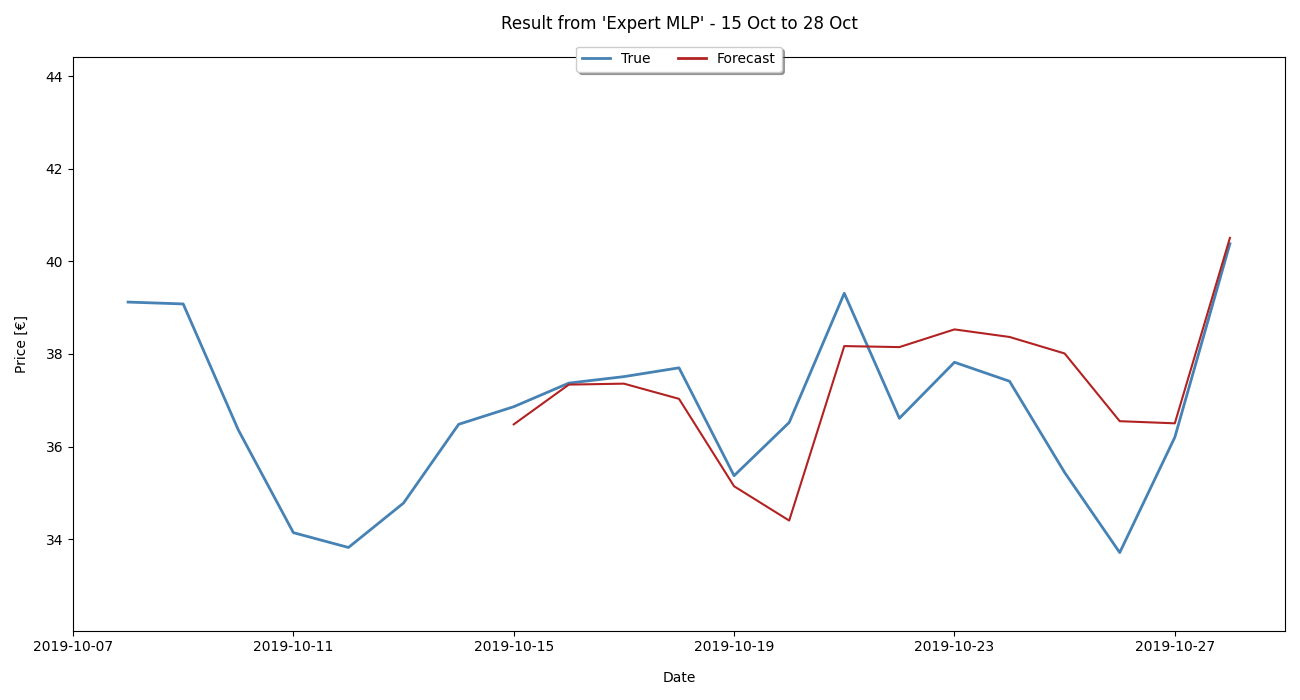 Result from 'Expert MLP' - 15 Oct to 28 Oct
True
Forecast
44
42
40
38
36
34
Price [€]
2019-10-07
2019-10-11
2019-10-15
2019-10-19
2019-10-23
2019-10-27
Date